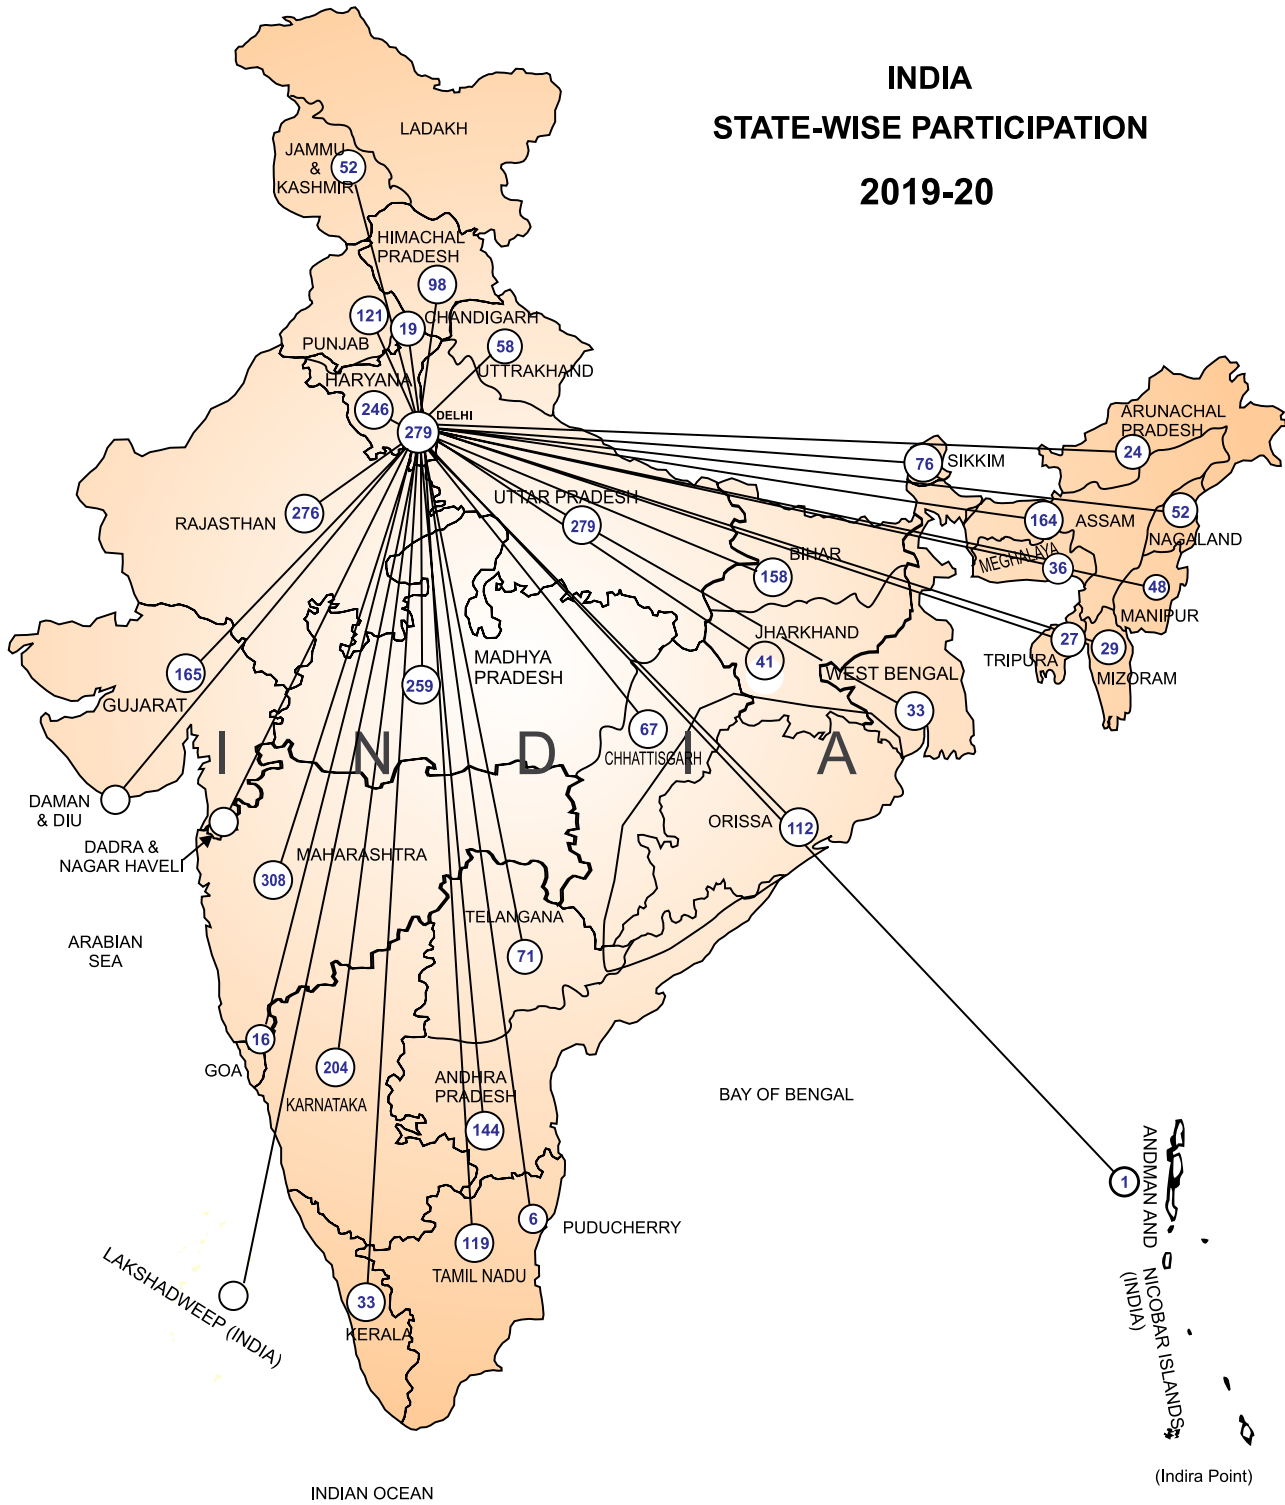 INDIA
STATE-WISE PARTICIPATION
2019-20
LADAKH
JAMMU
&
KASHMIR
52
HIMACHAL
PRADESH
98
121
19
CHANDIGARH
PUNJAB
58
UTTRAKHAND
HARYANA
246
DELHI
279
ARUNACHAL
PRADESH
24
76
SIKKIM
RAJASTHAN
276
UTTAR PRADESH
279
164
ASSAM
52
NAGALAND
BIHAR
158
MEGHALAYA
36
48
MANIPUR
JHARKHAND
41
27
TRIPURA
29
MIZORAM
MADHYA
PRADESH
259
165
GUJARAT
WEST BENGAL
33
67
CHHATTISGARH
I N D I A
DAMAN
& DIU
DADRA &
NAGAR HAVELI
ORISSA
112
MAHARASHTRA
308
ARABIAN
SEA
TELANGANA
71
16
GOA
204
KARNATAKA
ANDHRA
PRADESH
144
BAY OF BENGAL
1
ANDMAN AND NICOBAR ISLANDS
(INDIA)
6
PUDUCHERRY
119
TAMIL NADU
LAKSHADWEEP (INDIA)
33
KERALA
(Indira Point)
INDIAN OCEAN